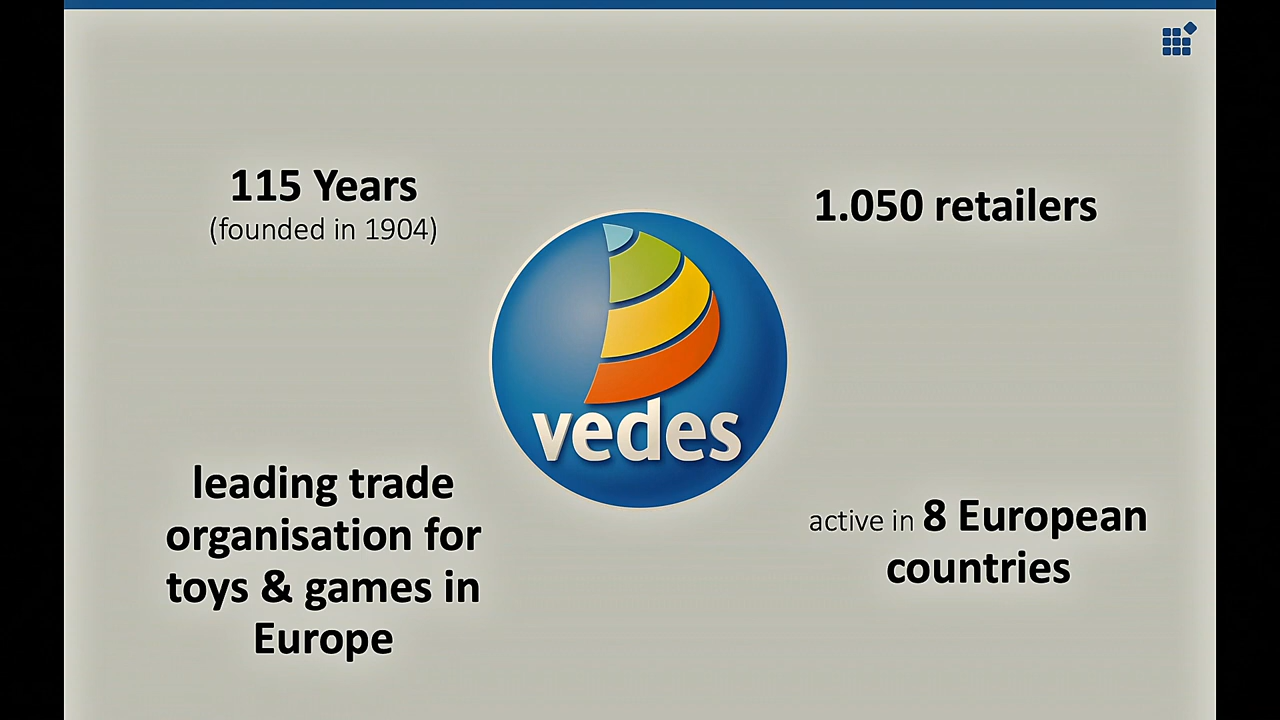 115 Years
(founded in 1904)
1.050 retailers
vedes
leading trade
organisation for
toys & games in
Europe
active in 8 European
countries